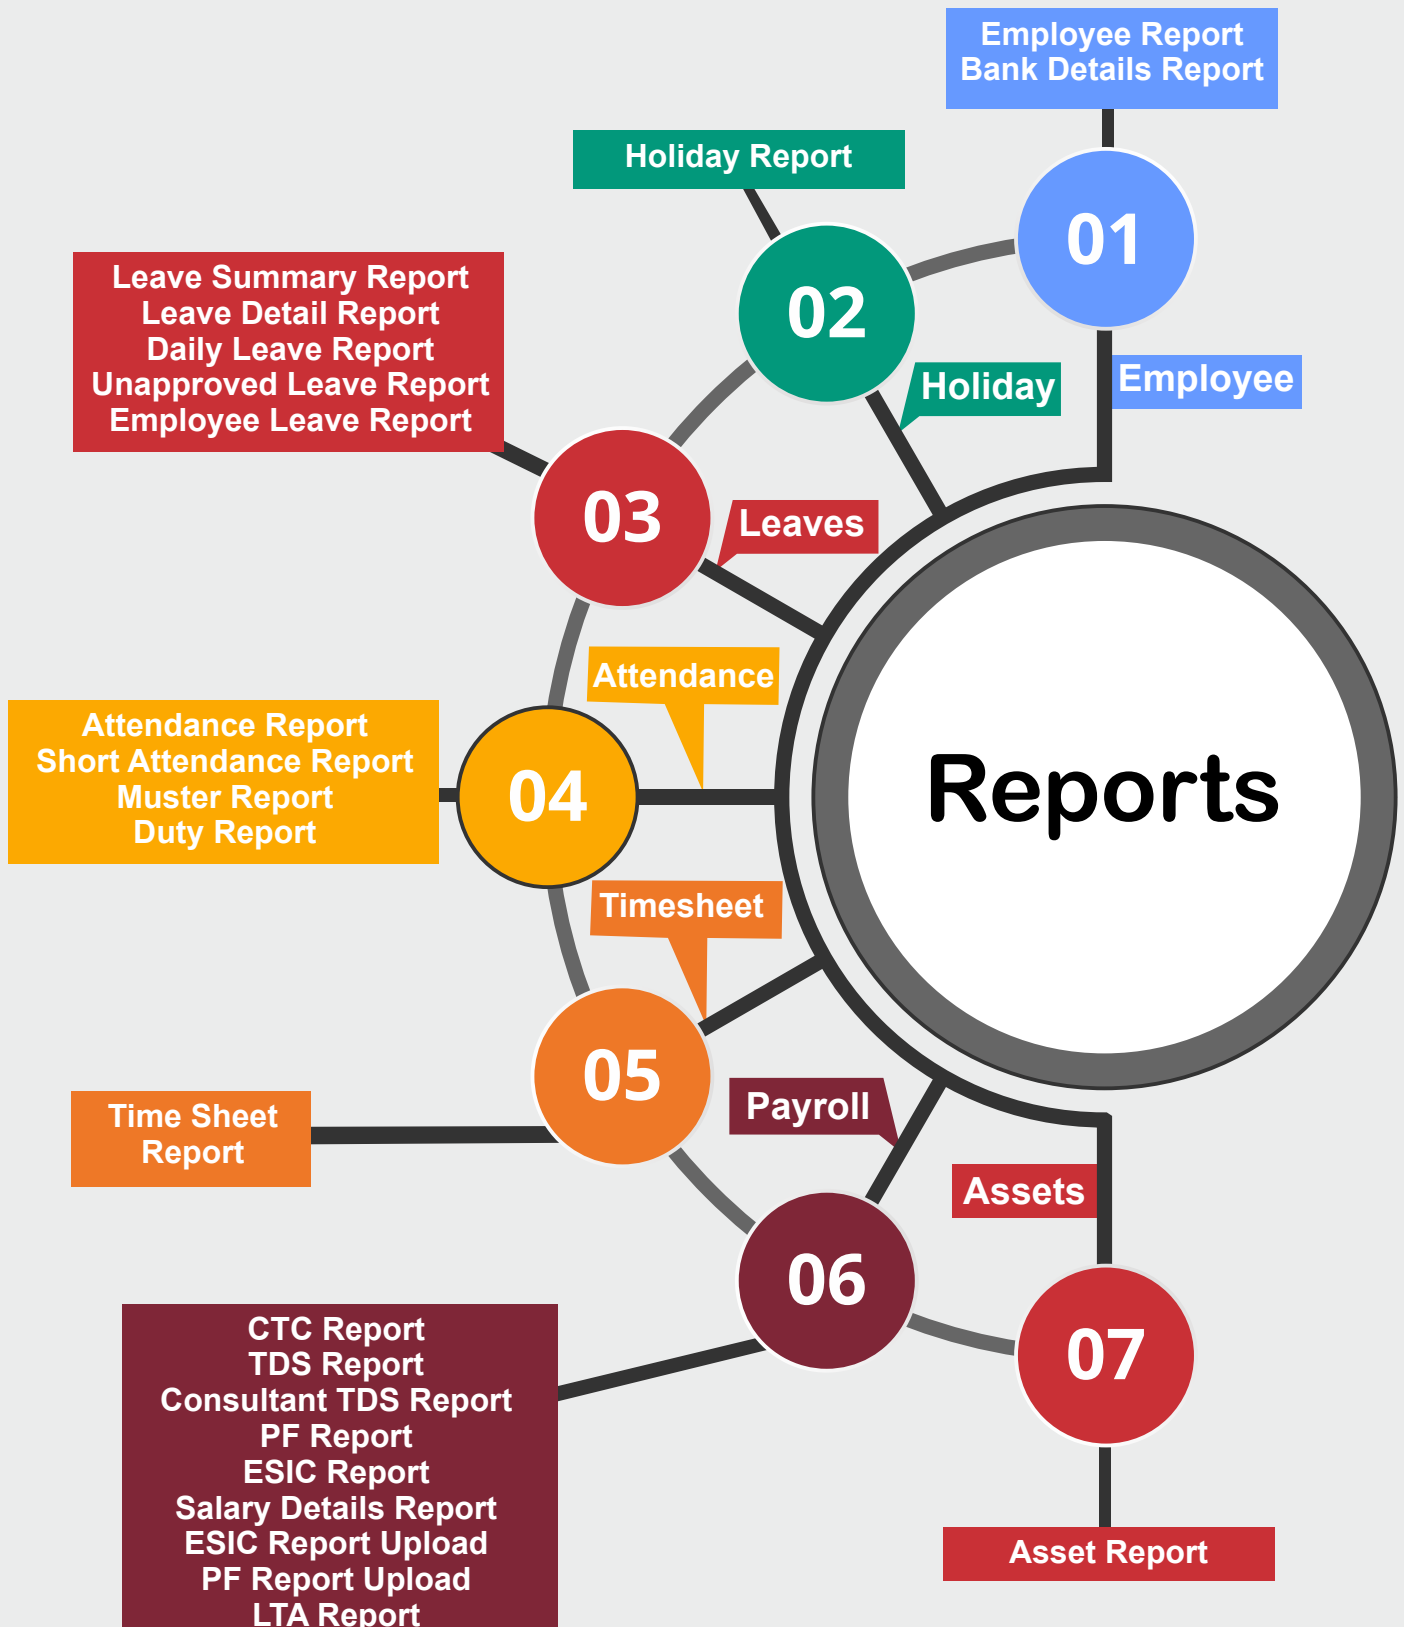 Employee Report
Bank Details Report
01
Employee
Holiday Report
02
Holiday
Leave Summary Report
Leave Detail Report
Daily Leave Report
Unapproved Leave Report
Employee Leave Report
03
Leaves
Attendance Report
Short Attendance Report
Muster Report
Duty Report
04
Attendance
Reports
Time Sheet
Report
05
Timesheet
CTC Report
TDS Report
Consultant TDS Report
PF Report
ESIC Report
Salary Details Report
ESIC Report Upload
PF Report Upload
LTA Report
06
Payroll
Assets
07
Asset Report